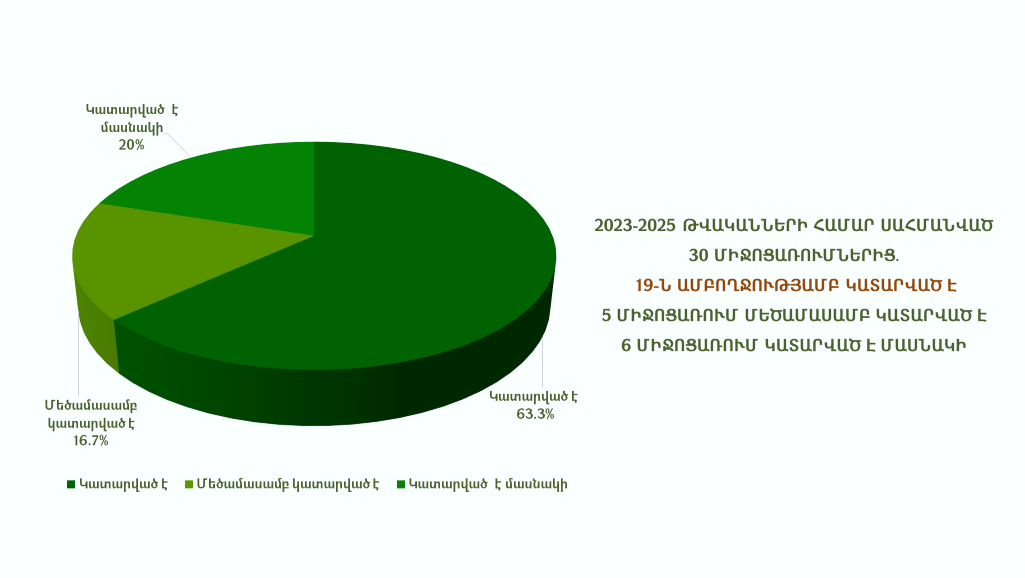 Կատարված է
մասնակի
20%
2023-2025 ԹՎԱԿԱՆՆԵՐԻ ՀԱՄԱՐ ՍԱՀՄԱՆՎԱԾ
30 ՄԻՋՈՑԱՌՈՒՄՆԵՐԻՑ.
19-Ն ԱՄԲՈՂՋՈՒԹՅԱՄԲ ԿԱՏԱՐՎԱԾ Է
5 ՄԻՋՈՑԱՌՈՒՄ ՄԵԾԱՄԱՍԱՄԲ ԿԱՏԱՐՎԱԾ Է
6 ՄԻՋՈՑԱՌՈՒՄ ԿԱՏԱՐՎԱԾ Է ՄԱՍՆԱԿԻ
Կատարված է
63.3%
Մեծամասամբ
կատարված է
16.7%
Կատարված է Մեծամասամբ կատարված է Կատարված է մասնակի